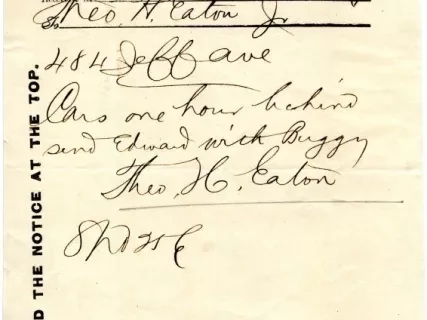 To Theo. H. Eaton Jr
484 Jeff ave
Cars one hour behind
send Edward with Buggy
Theo. H. Eaton
D THE NOTICE AT THE TOP.